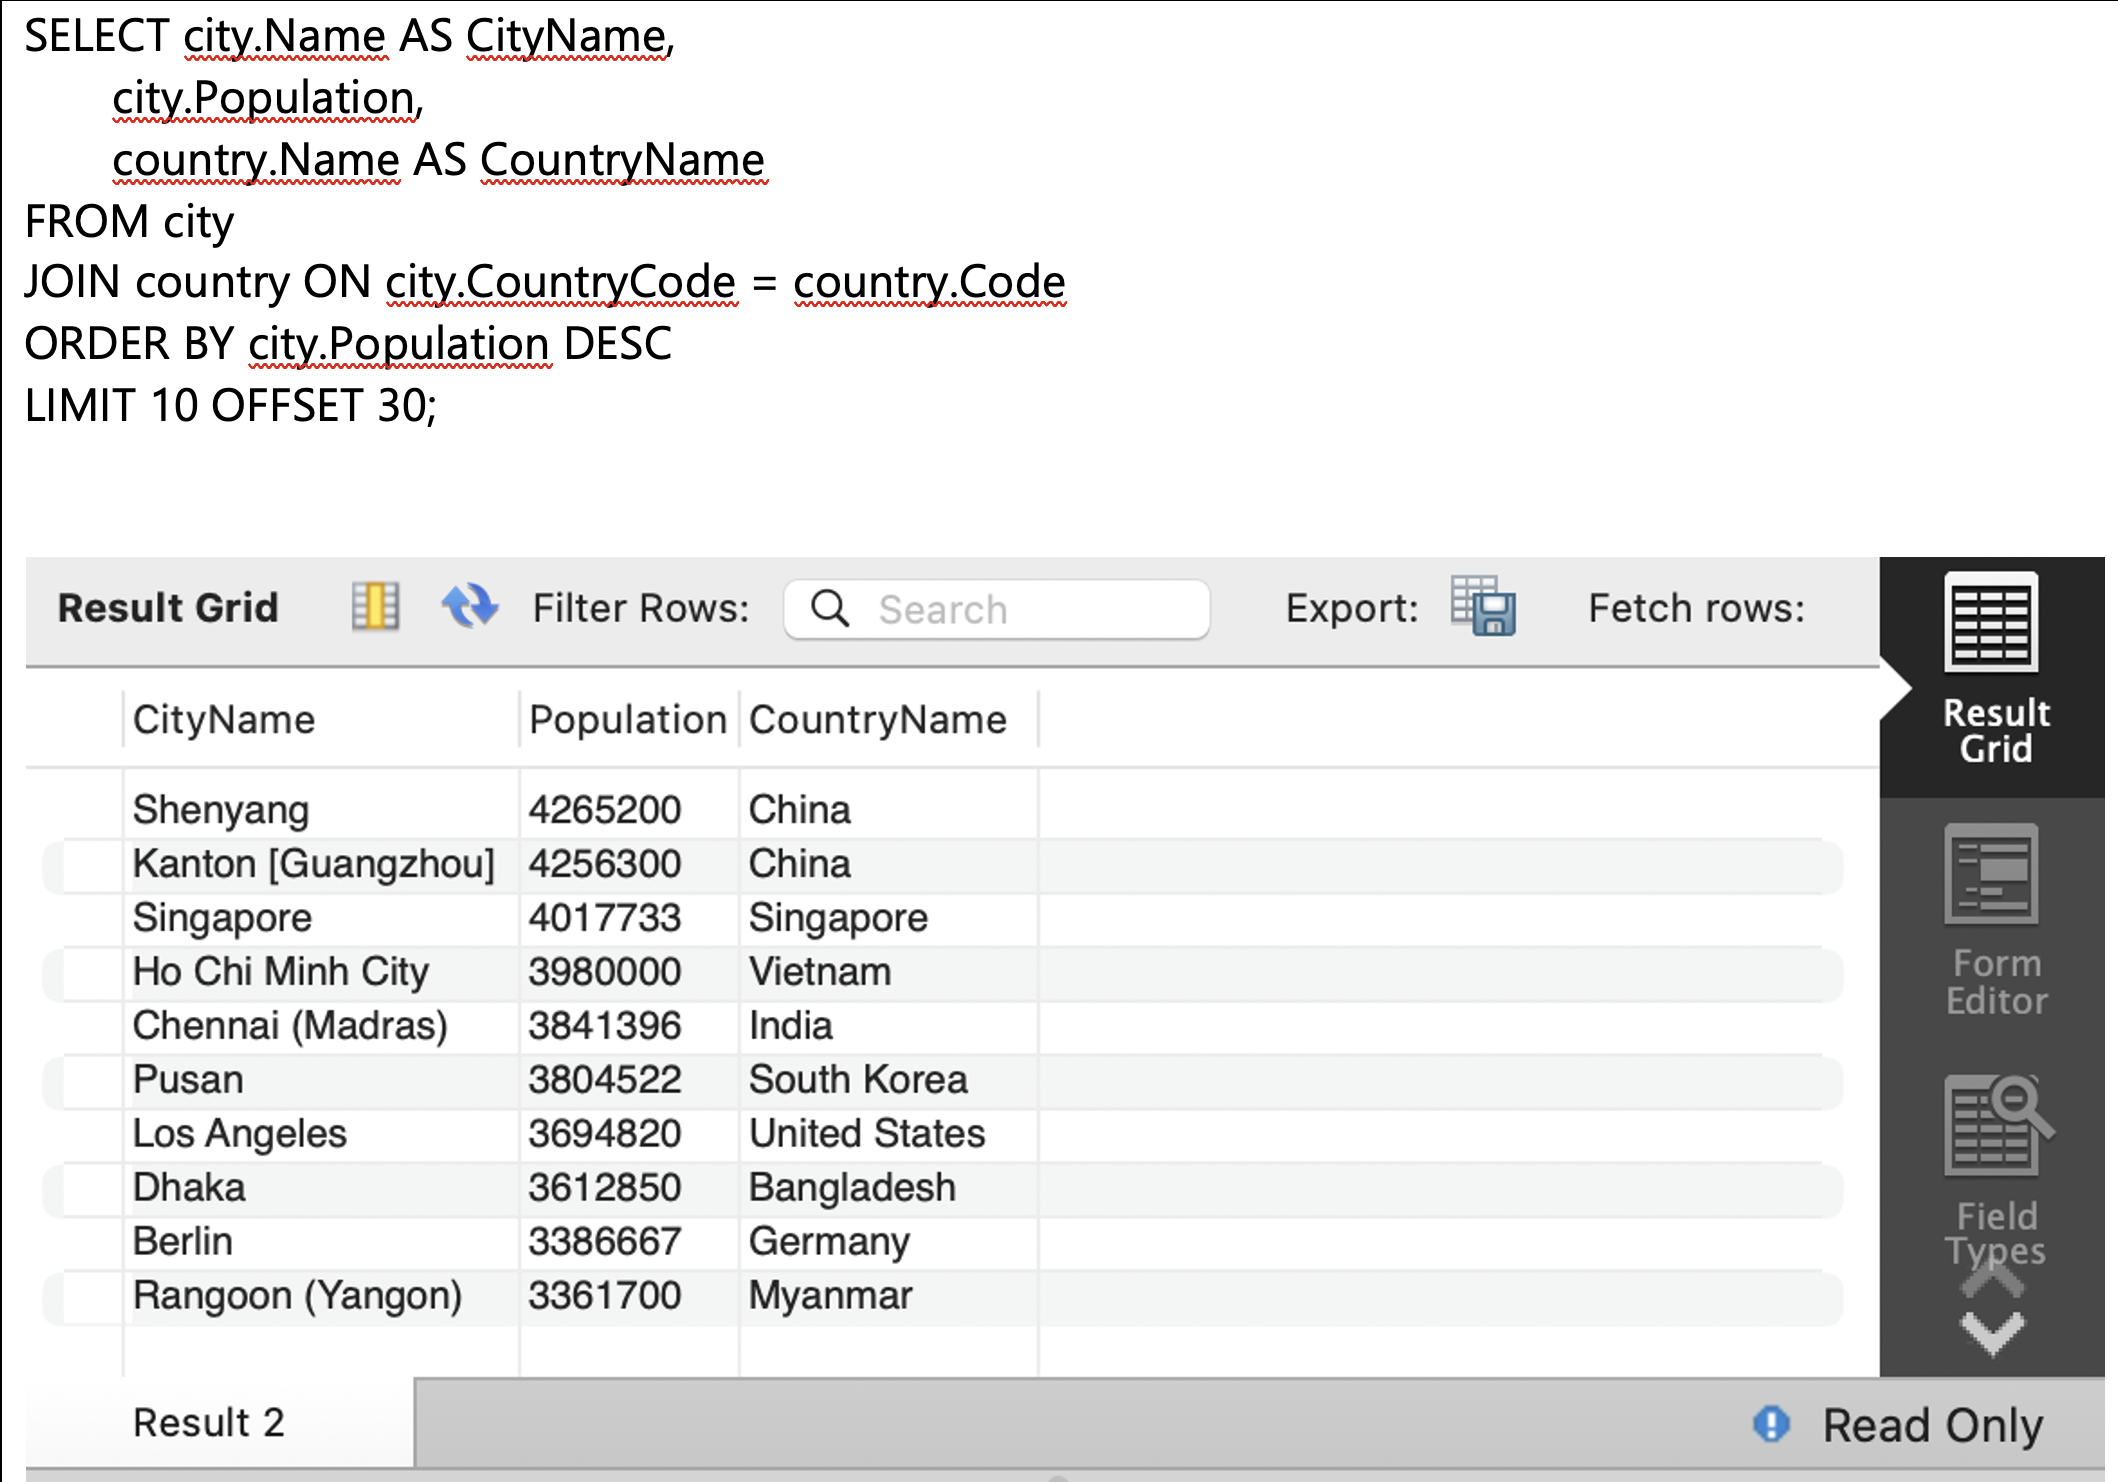 SELECT city.Name AS CityName,
city.Population,
country.Name AS CountryName
FROM city
JOIN country ON city.CountryCode = country.Code
ORDER BY city.Population DESC
LIMIT 10 OFFSET 30;
Result Grid Filter Rows: Search Export: Fetch rows:
CityName Population CountryName
Shenyang 4265200 China
Kanton [Guangzhou] 4256300 China
Singapore 4017733 Singapore
Ho Chi Minh City 3980000 Vietnam
Chennai (Madras) 3841396 India
Pusan 3804522 South Korea
Los Angeles 3694820 United States
Dhaka 3612850 Bangladesh
Berlin 3386667 Germany
Rangoon (Yangon) 3361700 Myanmar
Result
Grid
Form
Editor
Field
Types
Result 2 Read Only